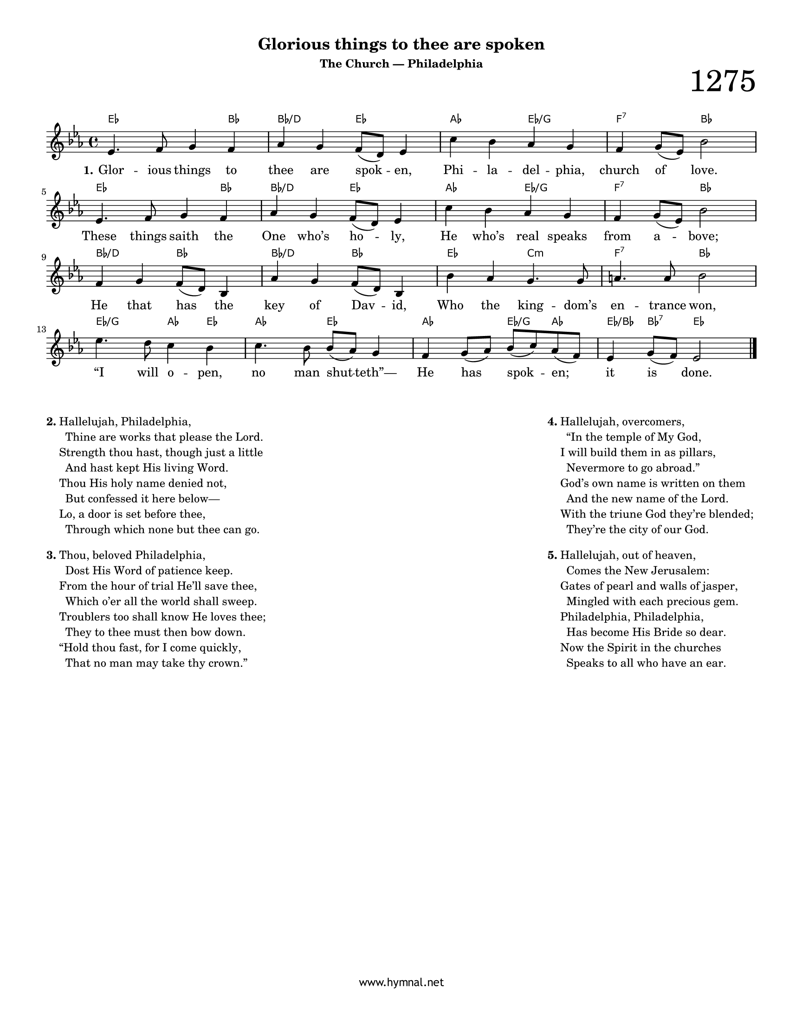 Glorious things to thee are spoken
The Church — Philadelphia
1275
E♭ B♭ B♭/D E♭ A♭ E♭/G F7 B♭
1. Glor - ious things to thee are spok - en, Phi - la - del - phia, church of love.
5
E♭ B♭ B♭/D E♭ A♭ E♭/G F7 B♭
These things saith the One who’s ho - ly, He who’s real speaks from a - bove;
9
B♭/D B♭ B♭/D B♭ E♭ Cm F7 B♭
He that has the key of Dav - id, Who the king - dom’s en - trance won,
13
E♭/G A♭ E♭ A♭ E♭ A♭ E♭/G A♭ E♭/B♭ B♭7 E♭
“I will o - pen, no man shut-teth”— He has spok - en; it is done.
2. Hallelujah, Philadelphia,
Thine are works that please the Lord.
Strength thou hast, though just a little
And hast kept His living Word.
Thou His holy name denied not,
But confessed it here below—
Lo, a door is set before thee,
Through which none but thee can go.
3. Thou, beloved Philadelphia,
Dost His Word of patience keep.
From the hour of trial He’ll save thee,
Which o’er all the world shall sweep.
Troublers too shall know He loves thee;
They to thee must then bow down.
“Hold thou fast, for I come quickly,
That no man may take thy crown.”
4. Hallelujah, overcomers,
“In the temple of My God,
I will build them in as pillars,
Nevermore to go abroad.”
God’s own name is written on them
And the new name of the Lord.
With the triune God they’re blended;
They’re the city of our God.
5. Hallelujah, out of heaven,
Comes the New Jerusalem:
Gates of pearl and walls of jasper,
Mingled with each precious gem.
Philadelphia, Philadelphia,
Has become His Bride so dear.
Now the Spirit in the churches
Speaks to all who have an ear.
www.hymnal.net